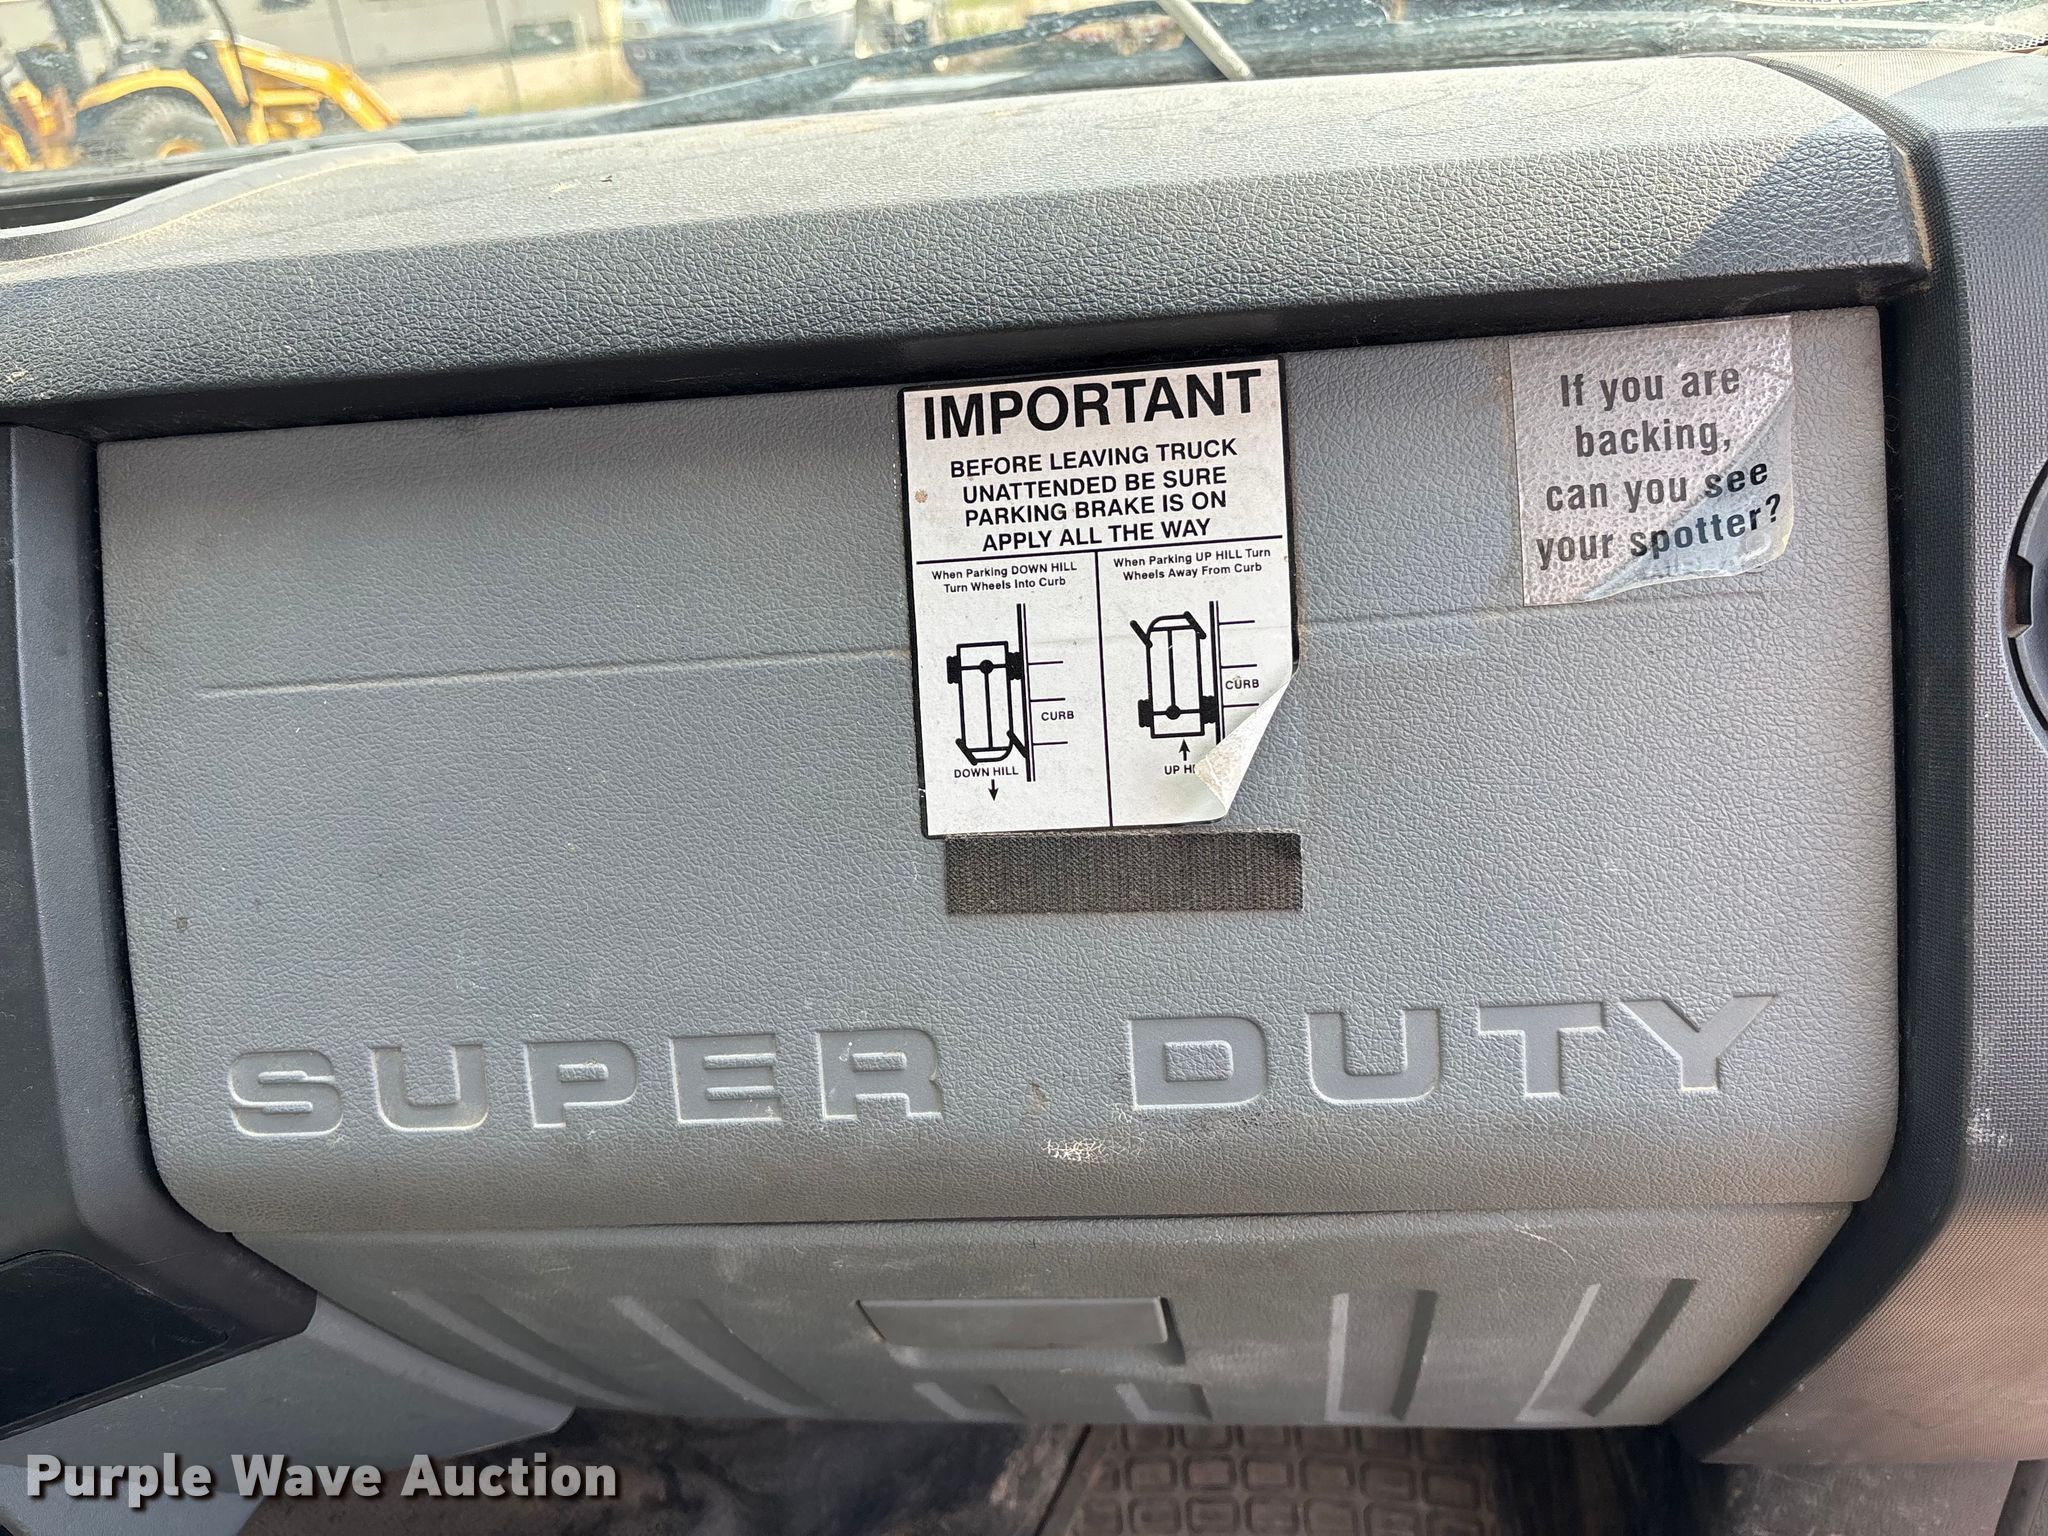 IMPORTANT
BEFORE LEAVING TRUCK
UNATTENDED BE SURE
PARKING BRAKE IS ON
APPLY ALL THE WAY
When Parking DOWN HILL
Turn Wheels Into Curb
CURB
DOWN HILL
When Parking UP HILL Turn
Wheels Away From Curb
CURB
UP
If you are
backing,
can you see
your spotter?
SUPER DUTY
Purple Wave Auction